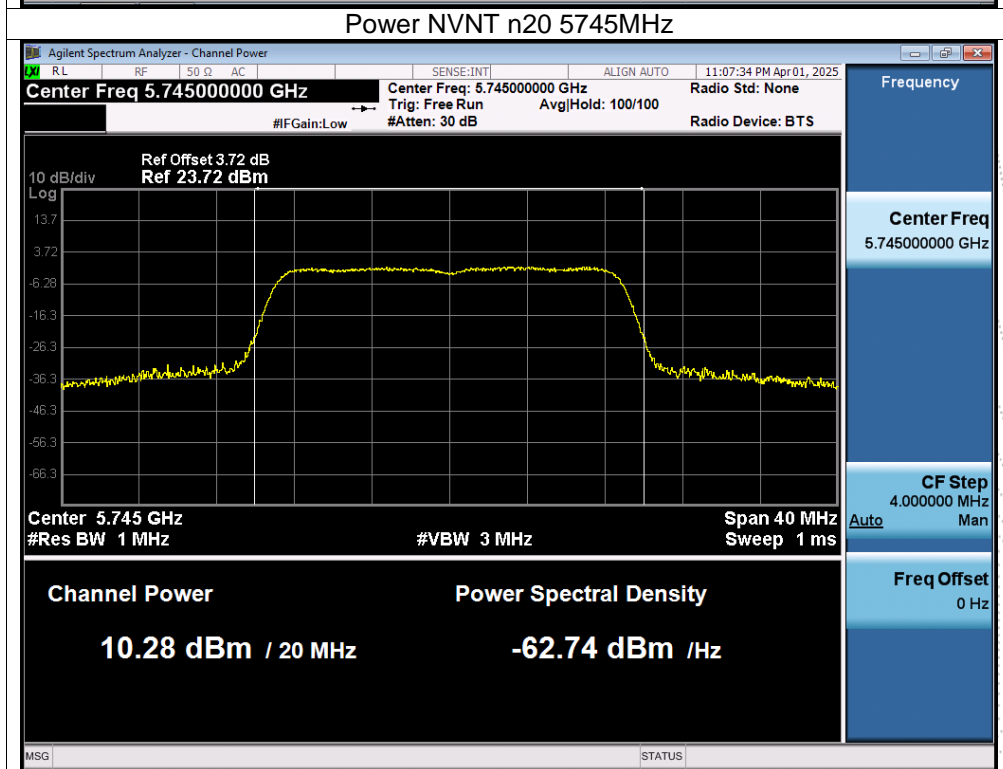 Power NVNT n20 5745MHz
Agilent Spectrum Analyzer - Channel Power
LXI RL RF 50 Ω AC SENSE:INT ALIGN AUTO 11:07:34 PM Apr 01, 2025
Center Freq 5.745000000 GHz Center Freq: 5.745000000 GHz Radio Std: None
Trig: Free Run Avg|Hold: 100/100
#IFGain:Low #Atten: 30 dB Radio Device: BTS
Frequency
Ref Offset 3.72 dB
10 dB/div Ref 23.72 dBm
Log
13.7
3.72
-6.28
-16.3
-26.3
-36.3
-46.3
-56.3
-66.3
Center 5.745 GHz Span 40 MHz
#Res BW 1 MHz #VBW 3 MHz Sweep 1 ms
Channel Power Power Spectral Density
10.28 dBm / 20 MHz -62.74 dBm /Hz
Center Freq
5.745000000 GHz
CF Step
4.000000 MHz
Auto Man
Freq Offset
0 Hz
MSG STATUS